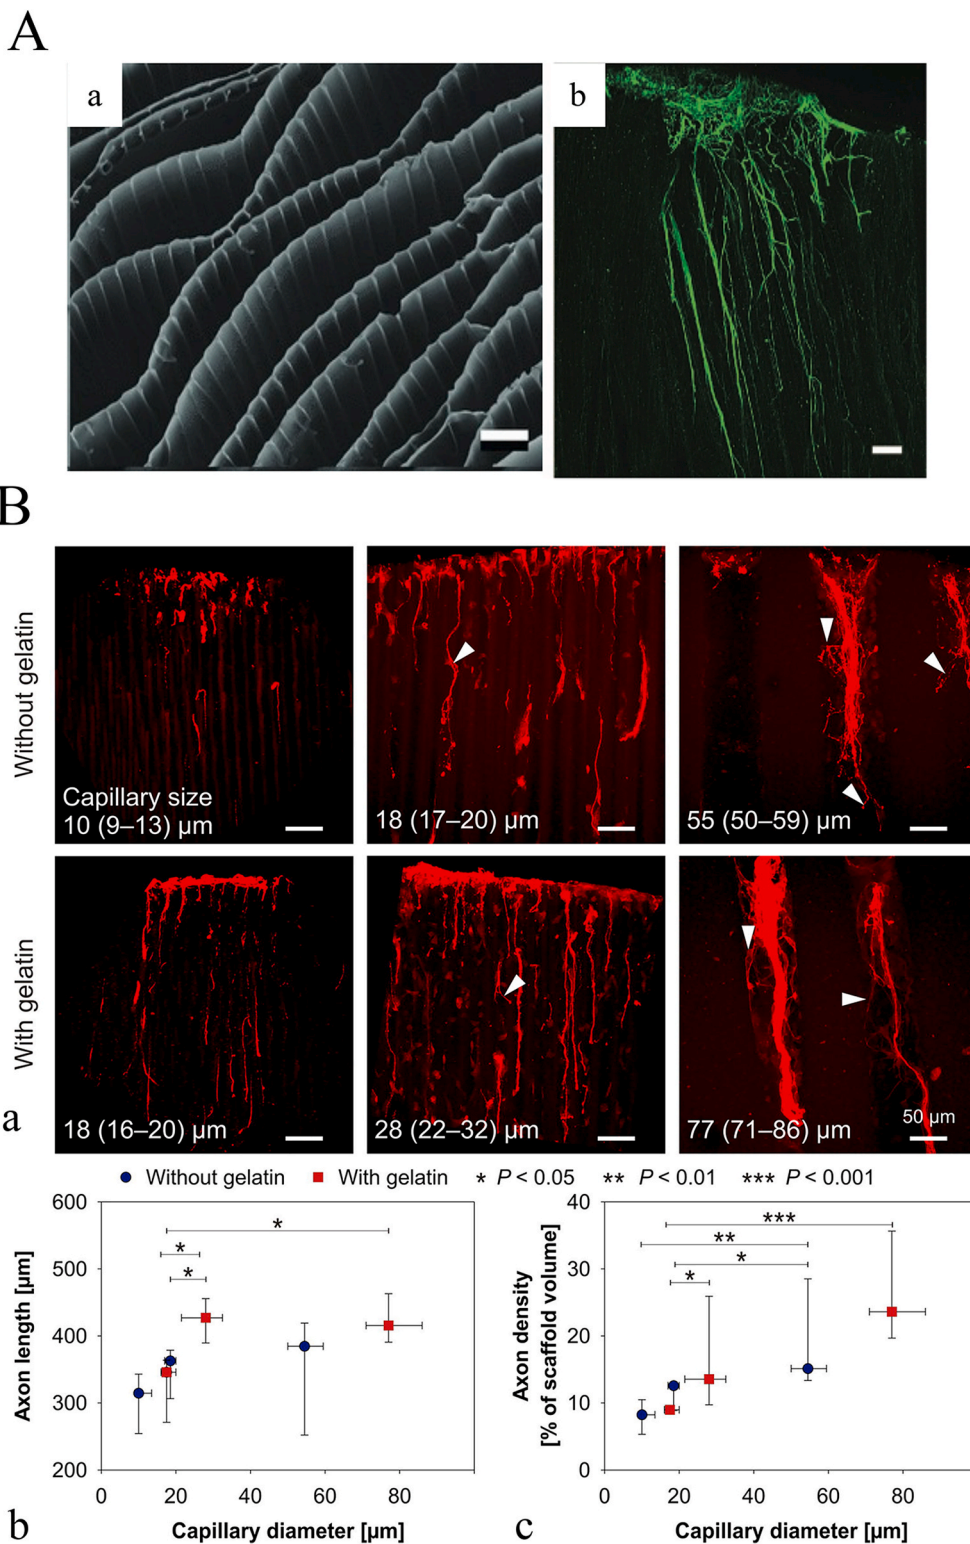 A
a
b
B
Without gelatin
Capillary size
10 (9–13) µm
18 (17–20) µm
55 (50–59) µm
With gelatin
18 (16–20) µm
28 (22–32) µm
77 (71–86) µm
50 µm
a
Without gelatin With gelatin * P < 0.05 ** P < 0.01 *** P < 0.001
Axon length [µm]
600
500
400
300
200
0 20 40 60 80
Capillary diameter [µm]
*
*
*
b
Axon density
[% of scaffold volume]
40
30
20
10
0
0 20 40 60 80
Capillary diameter [µm]
***
**
*
*
c